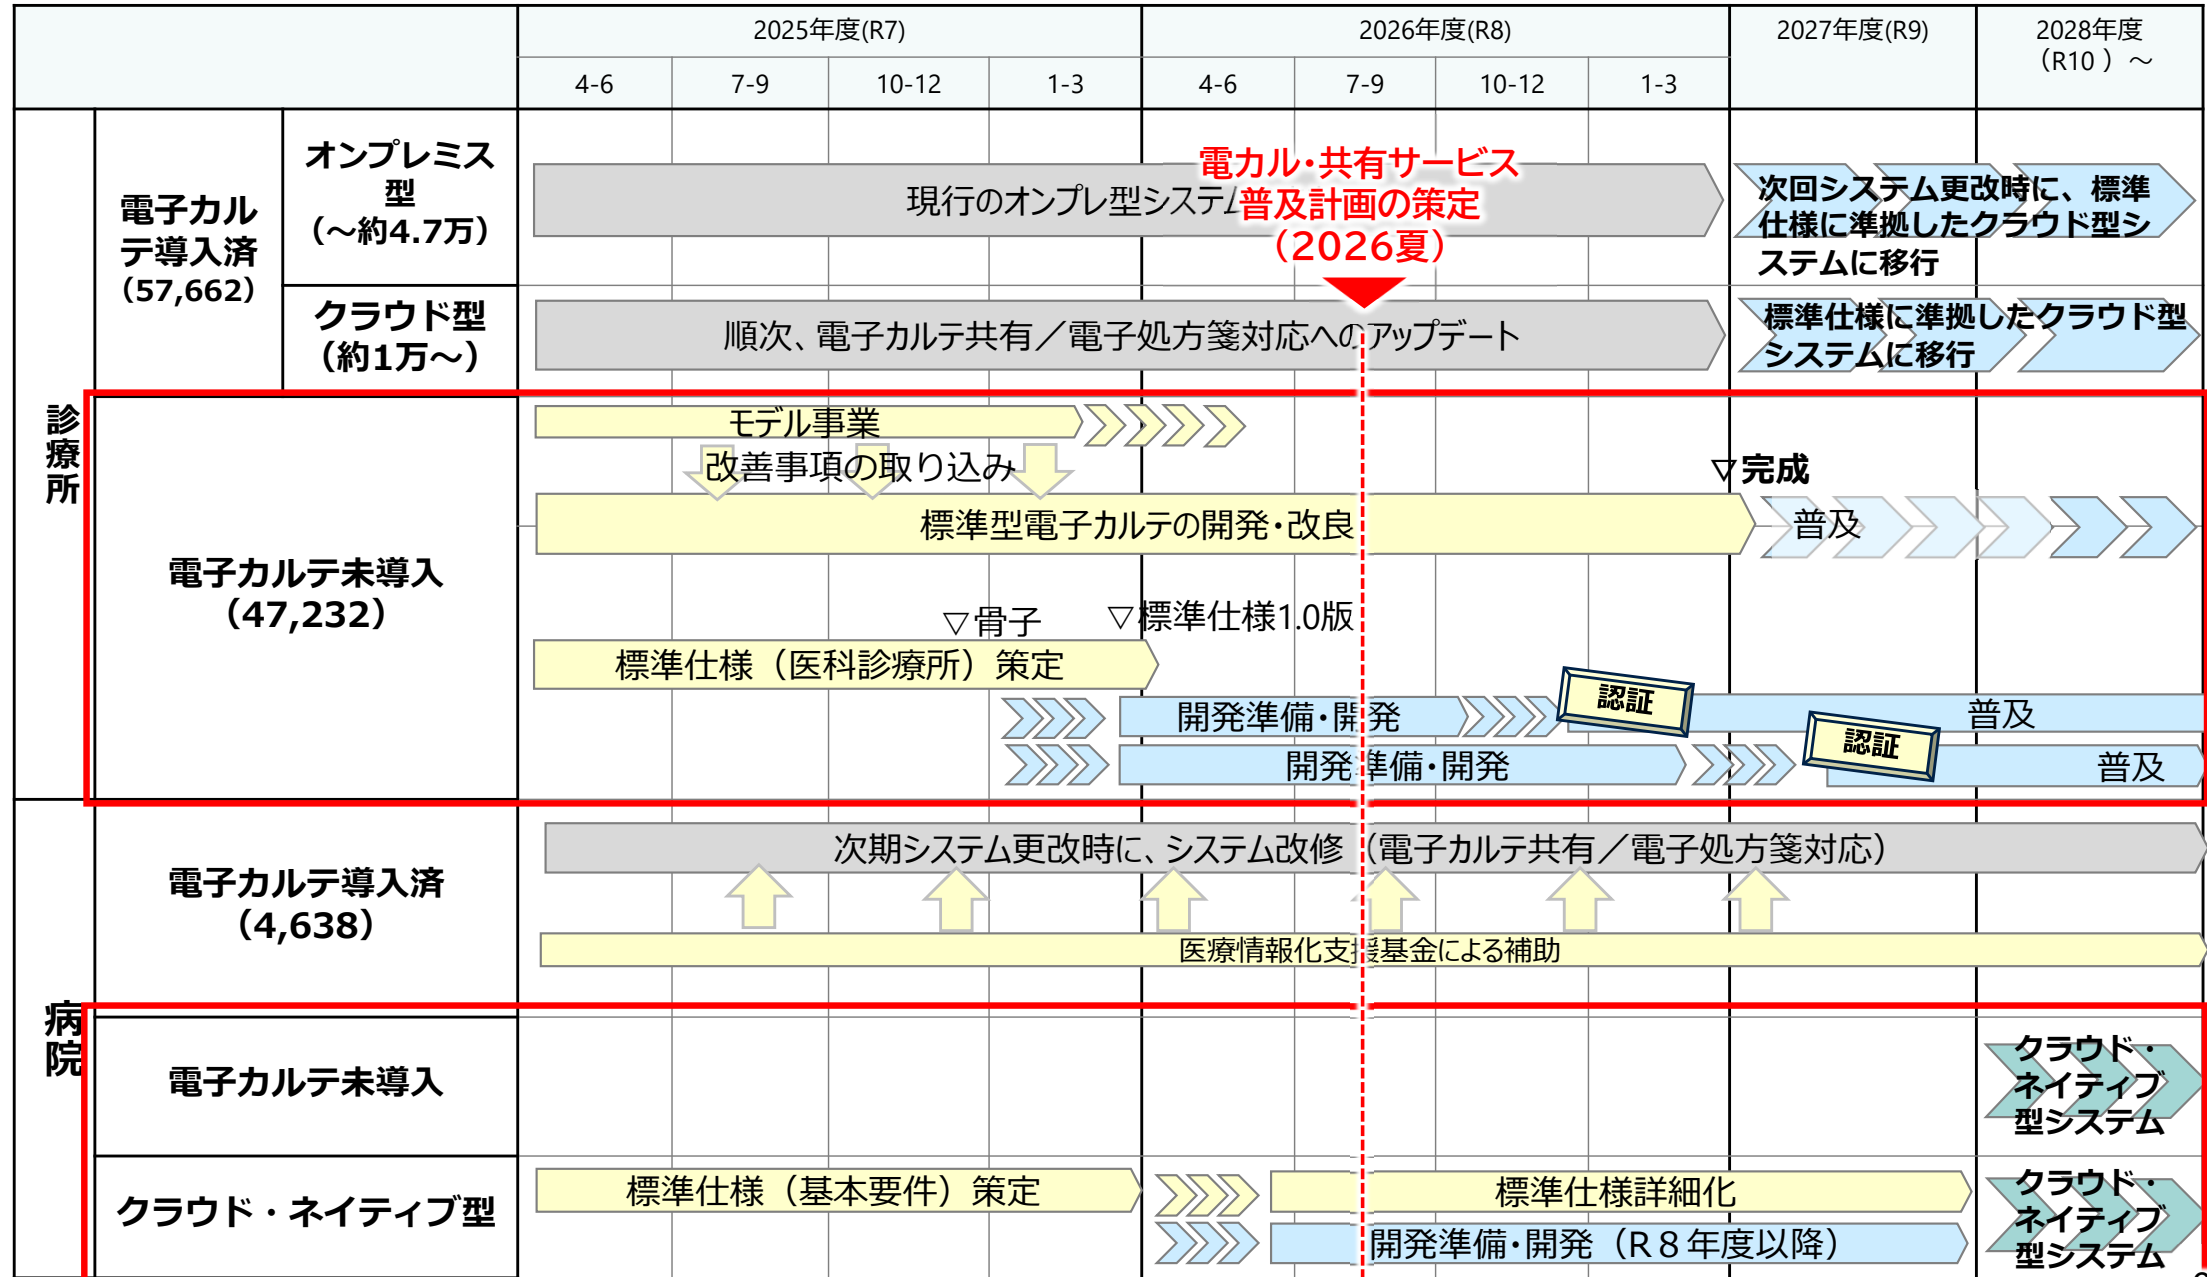 2025年度(R7)
2026年度(R8)
2027年度(R9)
2028年度
（R10 ）～
4-6
7-9
10-12
1-3
4-6
7-9
10-12
1-3
診療所
電子カル
テ導入済
（57,662）
オンプレミス
型
（～約4.7万）
現行のオンプレ型システム
電カル・共有サービス
普及計画の策定
（2026夏）
次回システム更改時に、標準
仕様に準拠したクラウド型シ
ステムに移行
クラウド型
（約1万～）
順次、電子カルテ共有／電子処方箋対応へのアップデート
標準仕様に準拠したクラウド型
システムに移行
電子カルテ未導入
（47,232）
モデル事業
改善事項の取り込み
▽完成
標準型電子カルテの開発・改良
普及
▽骨子
▽標準仕様1.0版
標準仕様（医科診療所）策定
開発準備・開発
認証
普及
開発準備・開発
認証
普及
病院
電子カルテ導入済
（4,638）
次期システム更改時に、システム改修（電子カルテ共有／電子処方箋対応）
医療情報化支援基金による補助
電子カルテ未導入
クラウド・
ネイティブ
型システム
クラウド・ネイティブ型
標準仕様（基本要件）策定
標準仕様詳細化
開発準備・開発（R８年度以降）
クラウド・
ネイティブ
型システム